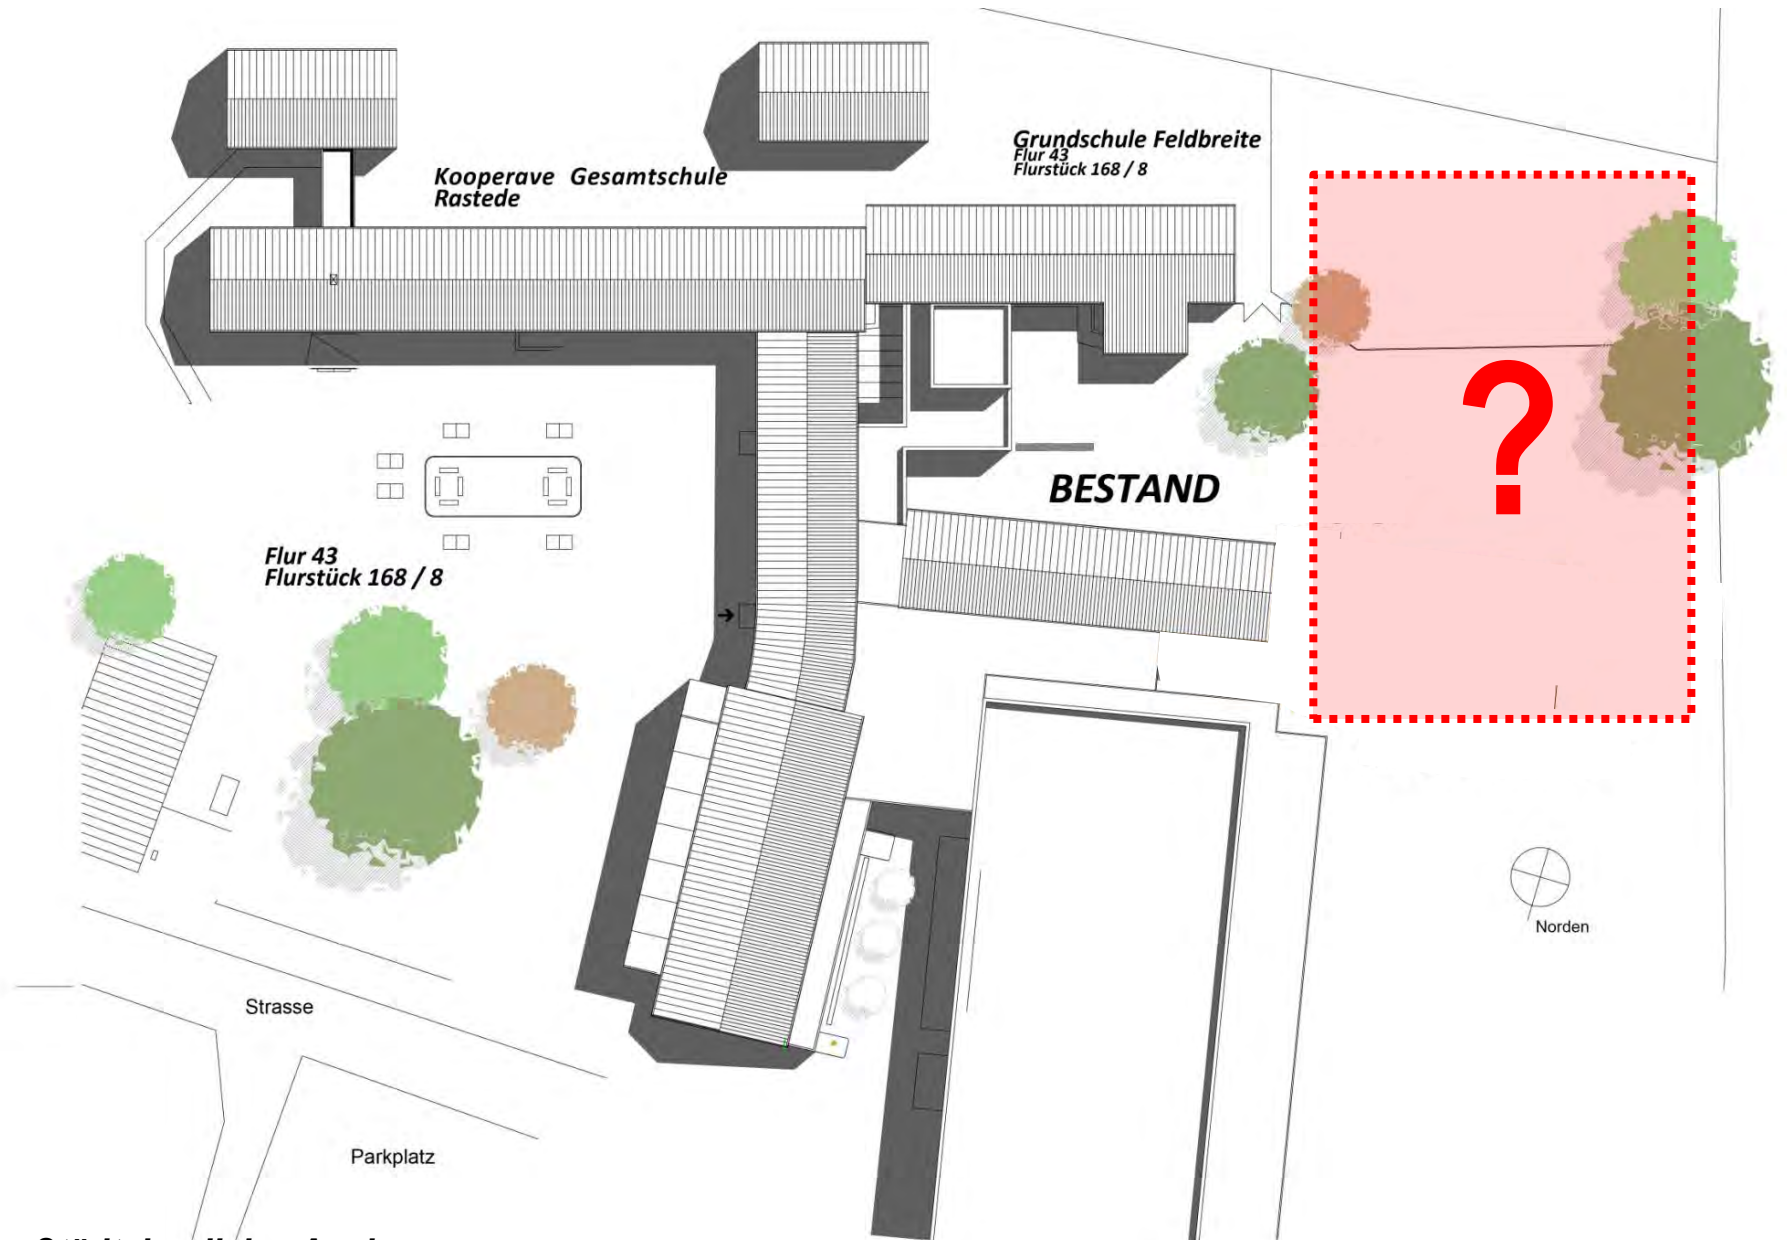 Grundschule Feldbreite
Flur 43
Flurstück 168 / 8
Kooperave Gesamtschule
Rastede
?
BESTAND
Flur 43
Flurstück 168 / 8
Norden
Strasse
Parkplatz